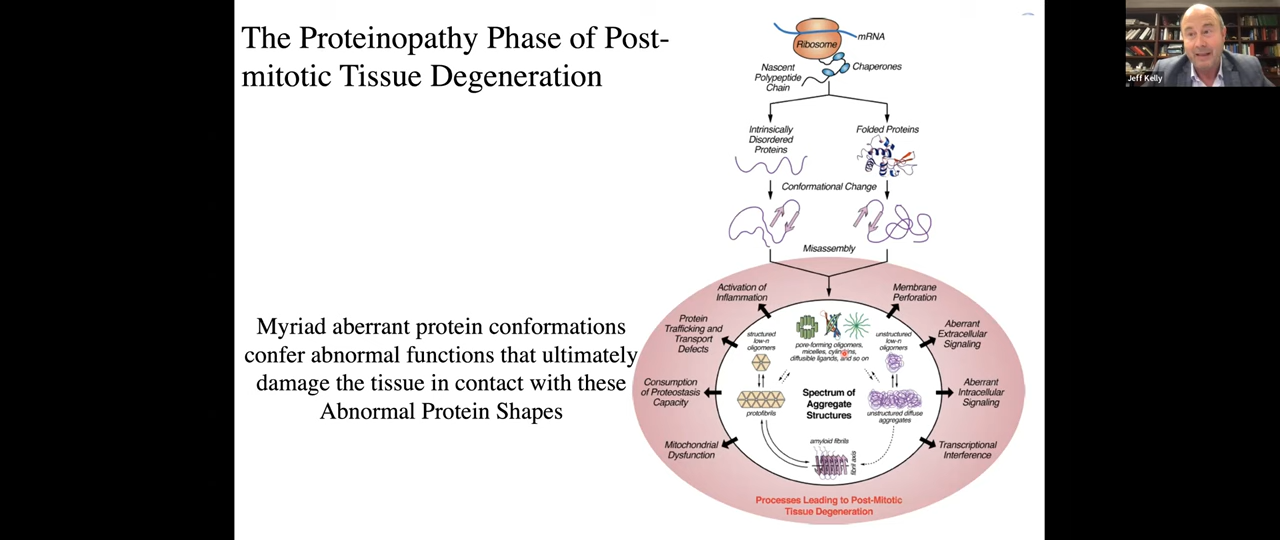 The Proteinopathy Phase of Post-
mitotic Tissue Degeneration
Myriad aberrant protein conformations
confer abnormal functions that ultimately
damage the tissue in contact with these
Abnormal Protein Shapes
Ribosome
mRNA
Nascent
Polypeptide
Chain
Chaperones
Intrinsically
Disordered
Proteins
Folded Proteins
Conformational Change
Misassembly
Activation of
Inflammation
Membrane
Perforation
Protein
Trafficking and
Transport
Defects
Aberrant
Extracellular
Signaling
structured
low-n
oligomers
pore-forming oligomers,
micelles, cylindrins,
diffusible ligands, and so on
unstructured
low-n
oligomers
Consumption
of Proteostasis
Capacity
Aberrant
Intracellular
Signaling
Spectrum of
Aggregate
Structures
protofibrils
unstructured diffuse
aggregates
Mitochondrial
Dysfunction
Transcriptional
Interference
amyloid fibrils
fibril axis
Processes Leading to Post-Mitotic
Tissue Degeneration
Jeff Kelly